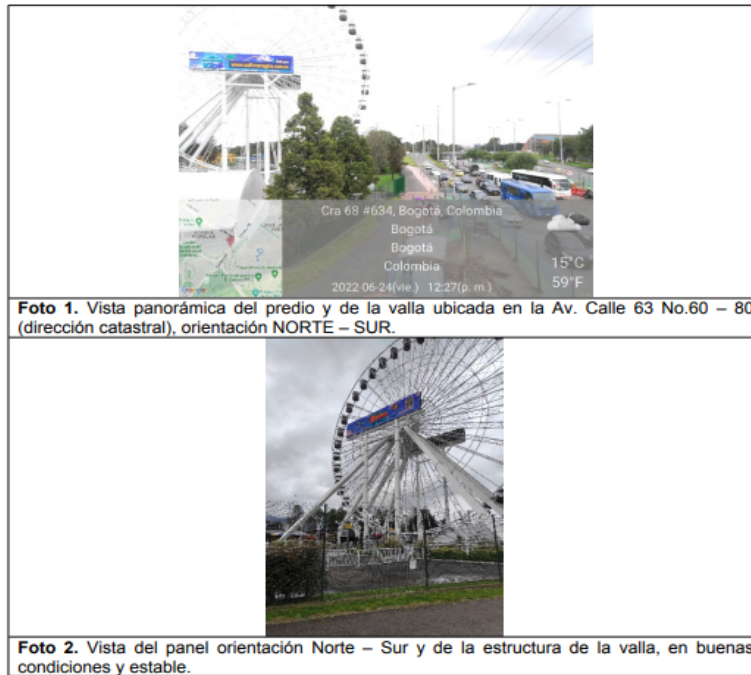 Cra 68 #634, Bogotá, Colombia
Bogotá
Bogotá
Colombia
15°C
2022-06-24(vie.) 12:27(p. m.)
59°F
Foto 1. Vista panorámica del predio y de la valla ubicada en la Av. Calle 63 No.60 – 80
(dirección catastral), orientación NORTE – SUR.
Foto 2. Vista del panel orientación Norte – Sur y de la estructura de la valla, en buenas
condiciones y estable.